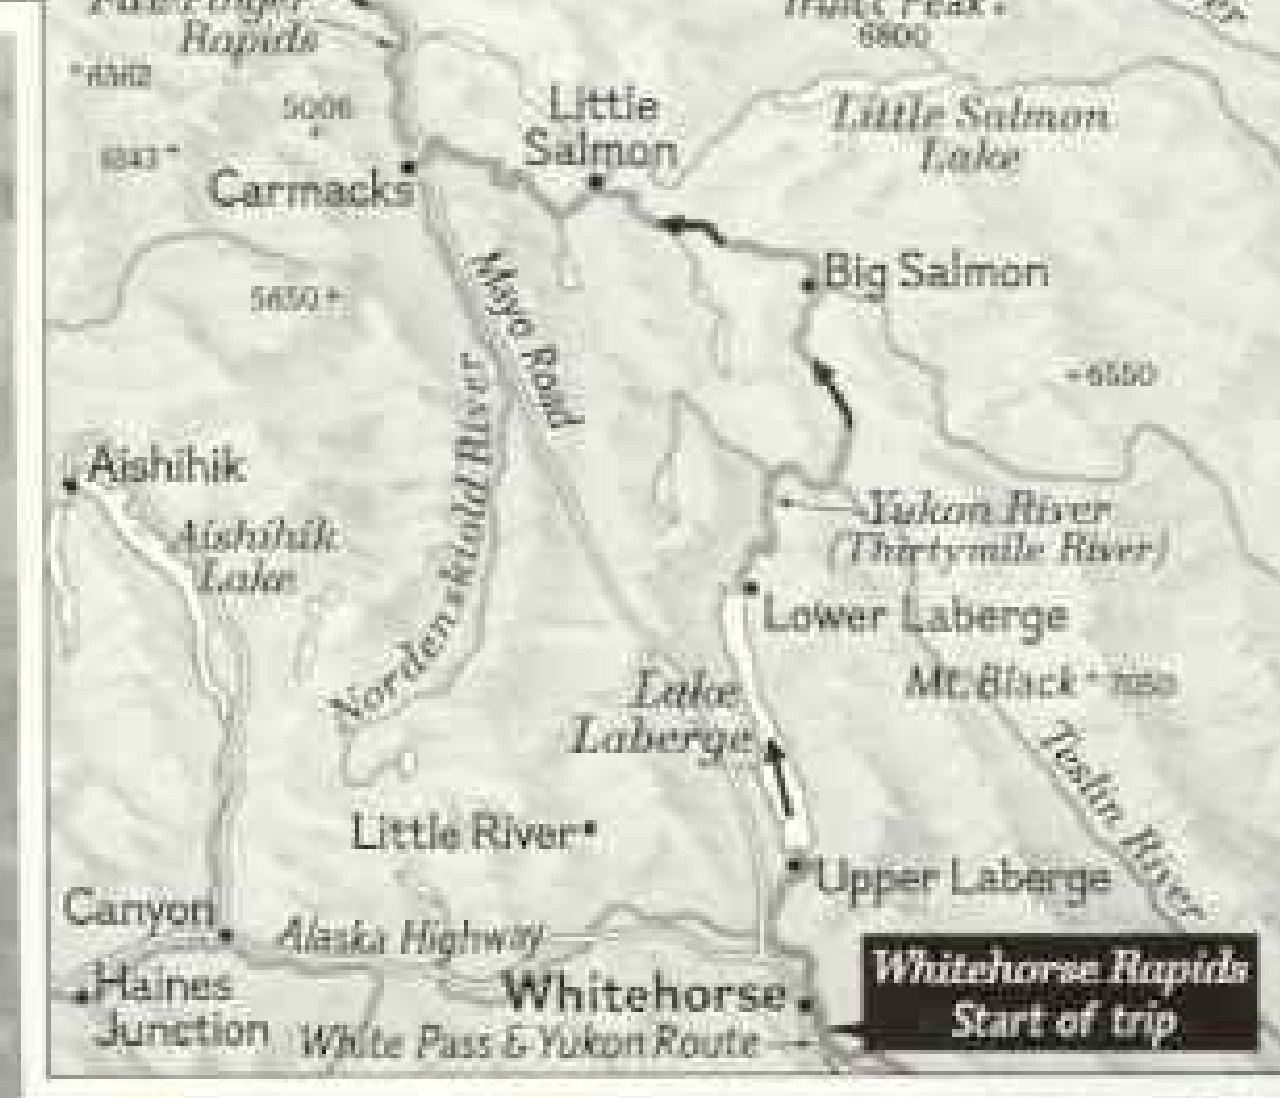 Rapids
Peak
6800
5006
Little
Salmon
Little Salmon
Lake
Carmacks
Big Salmon
5650
Mayo Road
6550
Nordenskiold River
Aishihik
Aishihik
Lake
Yukon River
(Thirtymile River)
Lower Laberge
Mt. Black
Lake
Laberge
Teslin River
Little River
Upper Laberge
Canyon
Alaska Highway
Whitehorse Rapids
Start of trip
Haines
Junction
Whitehorse
White Pass & Yukon Route